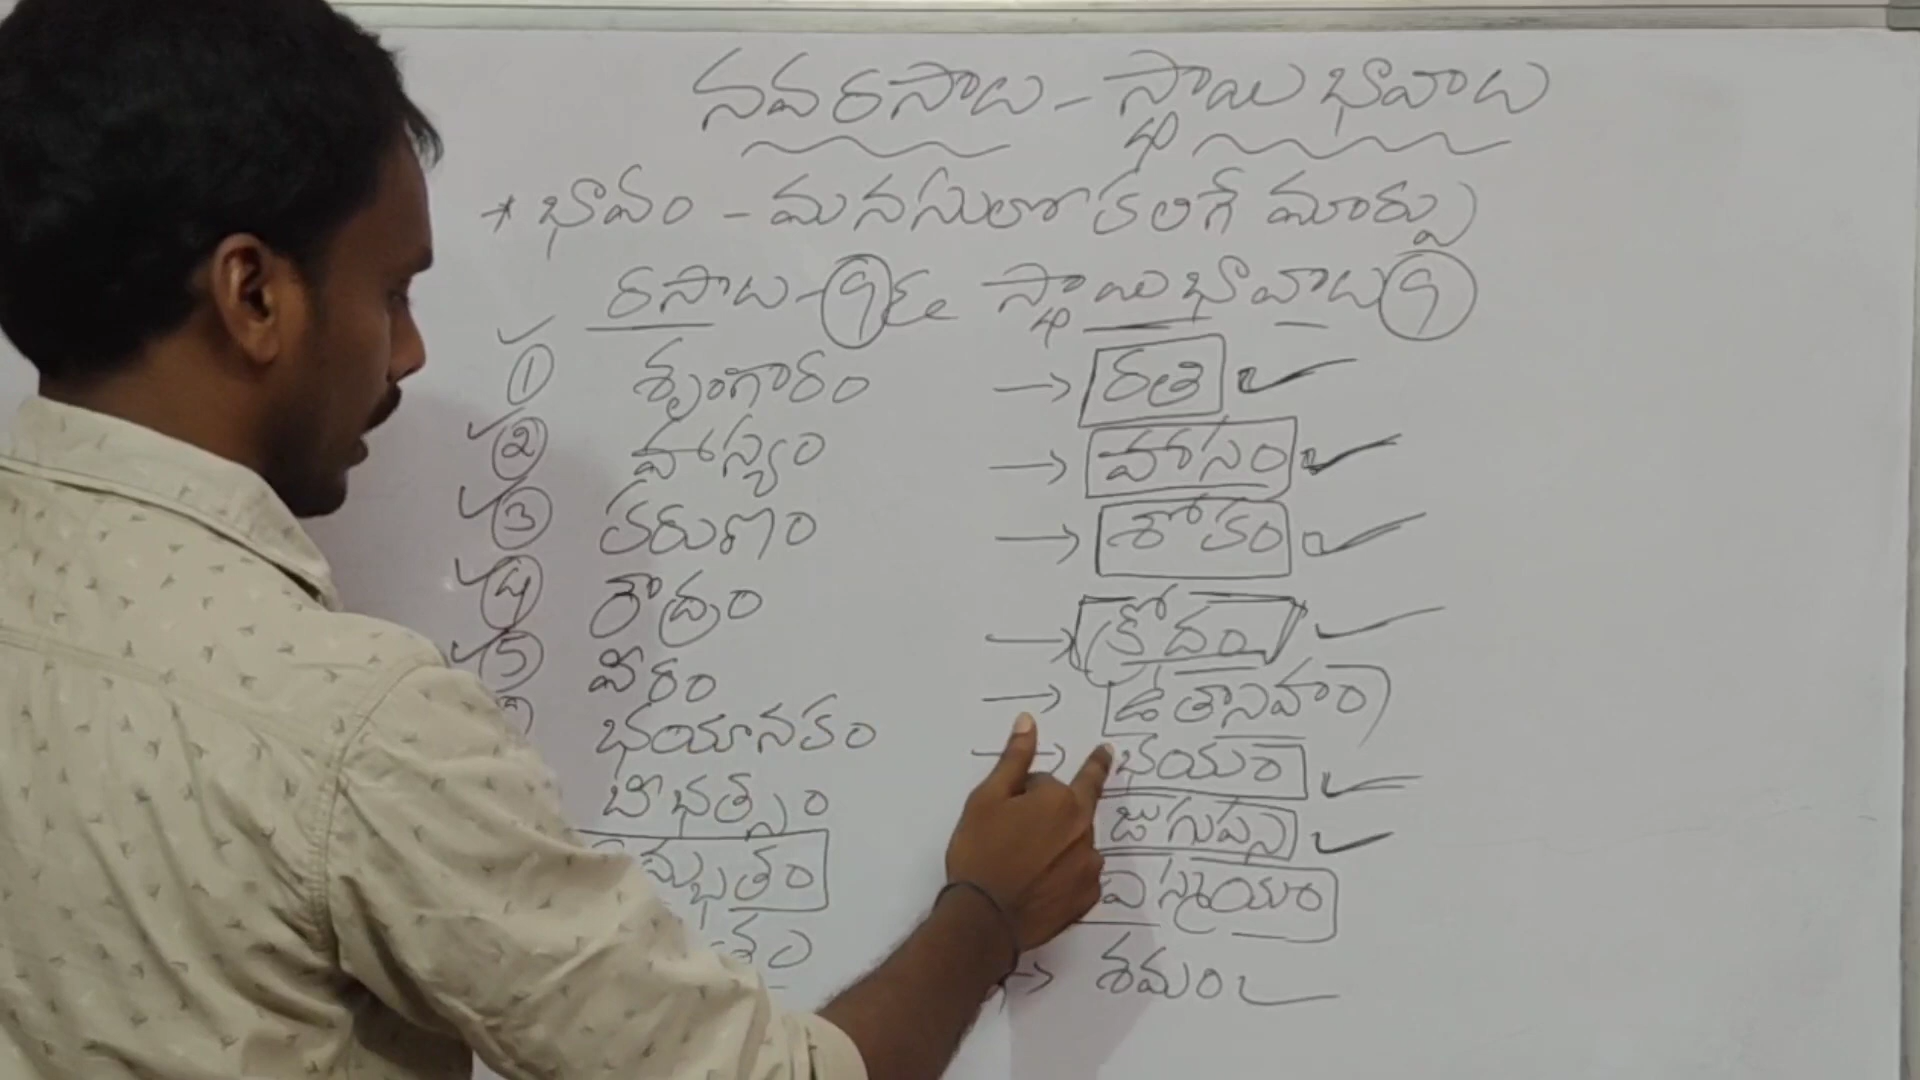 నవరసాలు - స్థాయి భావాలు
* భావం - మనసులో కలిగే మార్పు
రసాలు - 9 స్థాయి భావాలు 9
1 శృంగారం → రతి
2 హాస్యం → హాసం
3 కరుణం → శోకం
4 రౌద్రం → క్రోదం
5 వీరం →
భయానకం → భయం
బీభత్సం జుగుప్స
ద్భుతం విస్మయం
తం → శమం